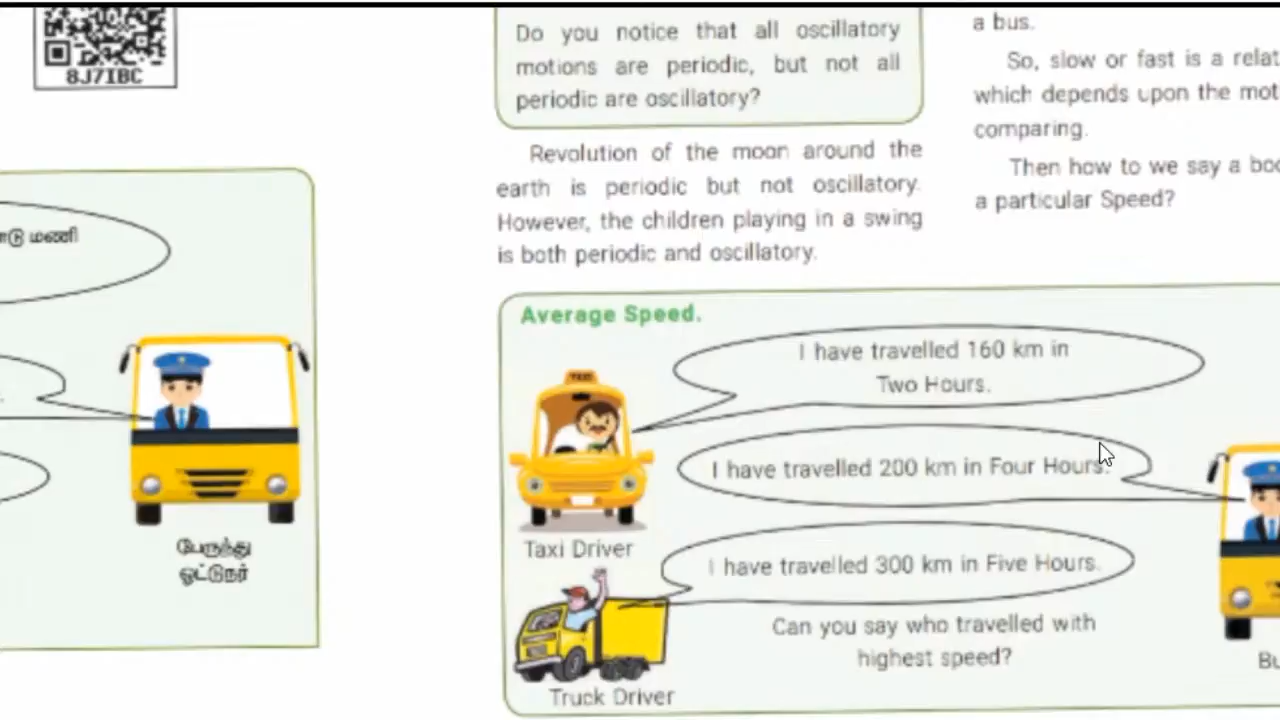 8J7IBC
மணி
பேருந்து
ஓட்டுநர்
Do you notice that all oscillatory
motions are periodic, but not all
periodic are oscillatory?
Revolution of the moon around the
earth is periodic but not oscillatory.
However, the children playing in a swing
is both periodic and oscillatory.
a bus.
So, slow or fast is a
which depends upon the
comparing.
Then how to we say a
a particular Speed?
Average Speed.
TAXI
I have travelled 160 km in
Two Hours.
I have travelled 200 km in Four Hours.
Taxi Driver
I have travelled 300 km in Five Hours.
Can you say who travelled with
highest speed?
Truck Driver